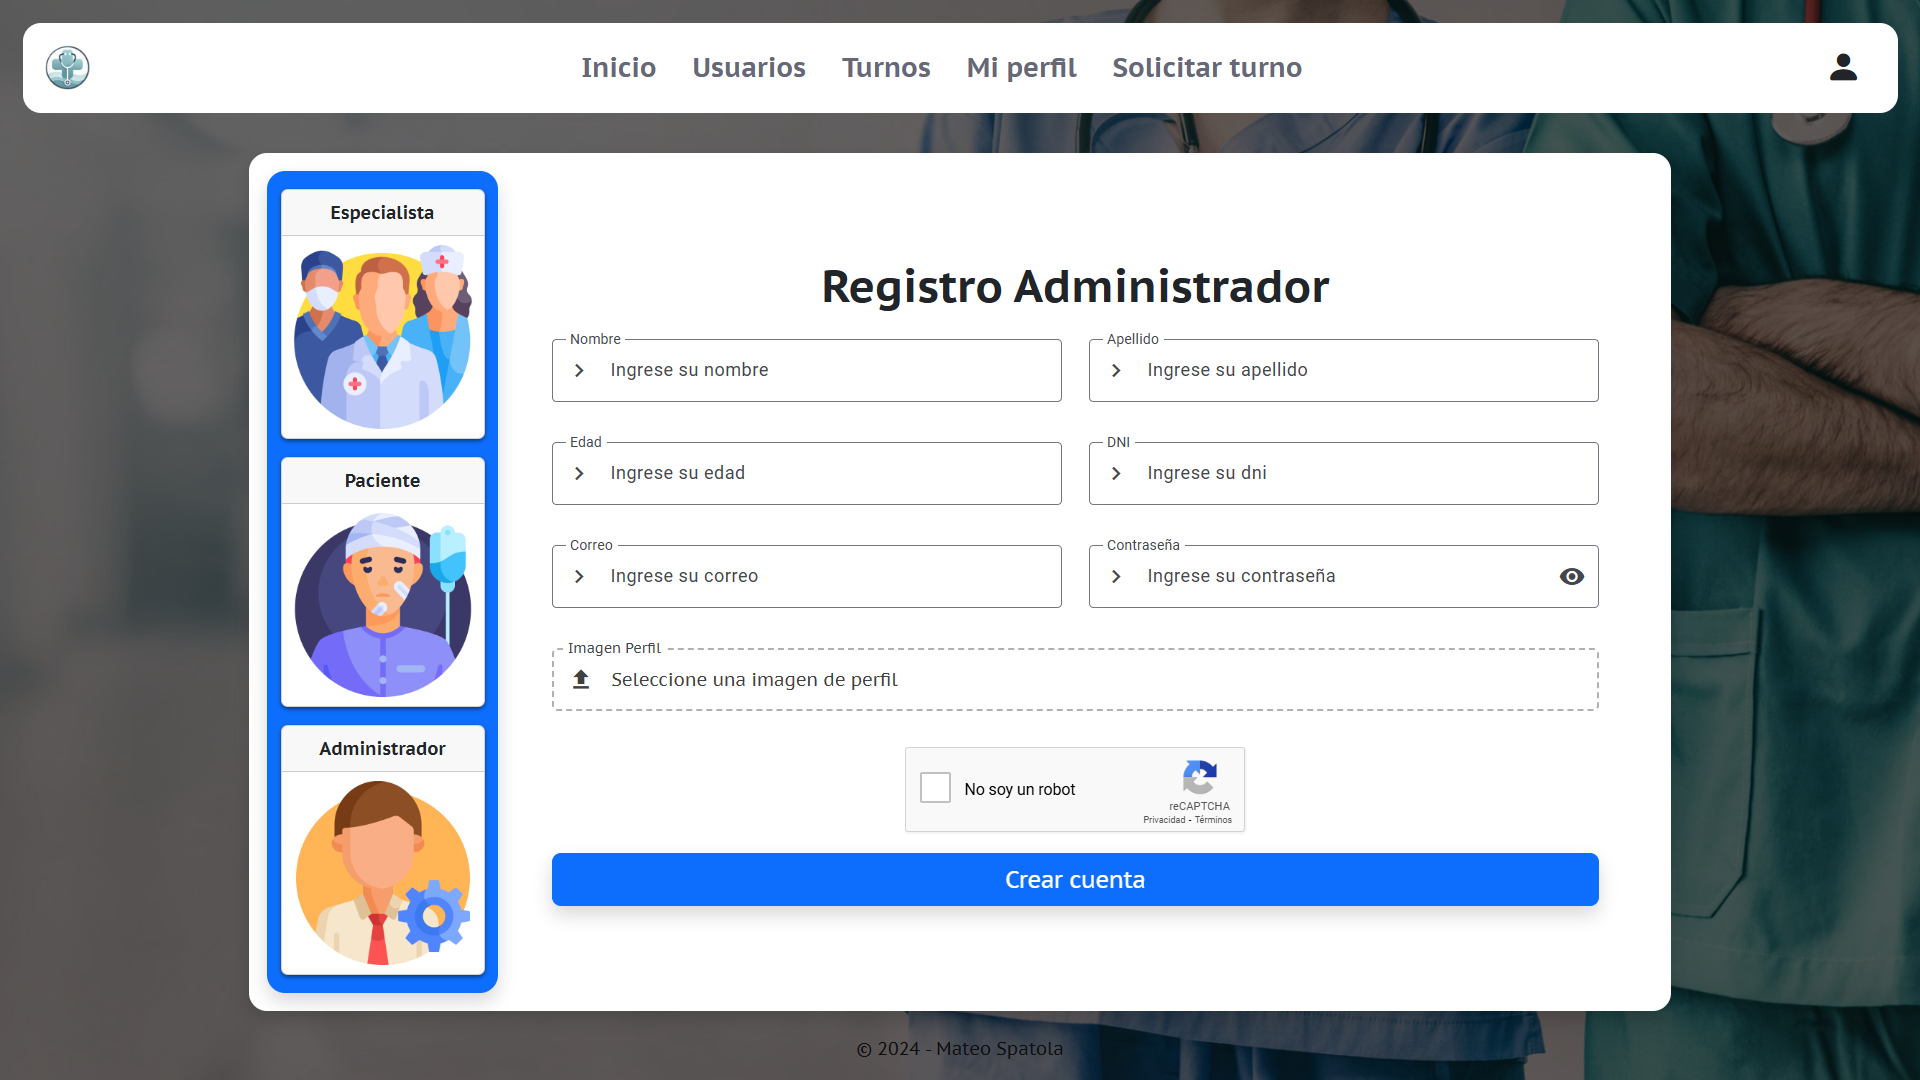 Inicio Usuarios Turnos Mi perfil Solicitar turno
Especialista
Paciente
Administrador
Registro Administrador
Nombre
Ingrese su nombre
Apellido
Ingrese su apellido
Edad
Ingrese su edad
DNI
Ingrese su dni
Correo
Ingrese su correo
Contraseña
Ingrese su contraseña
Imagen Perfil
Seleccione una imagen de perfil
No soy un robot
reCAPTCHA
Privacidad - Términos
Crear cuenta
© 2024 - Mateo Spatola